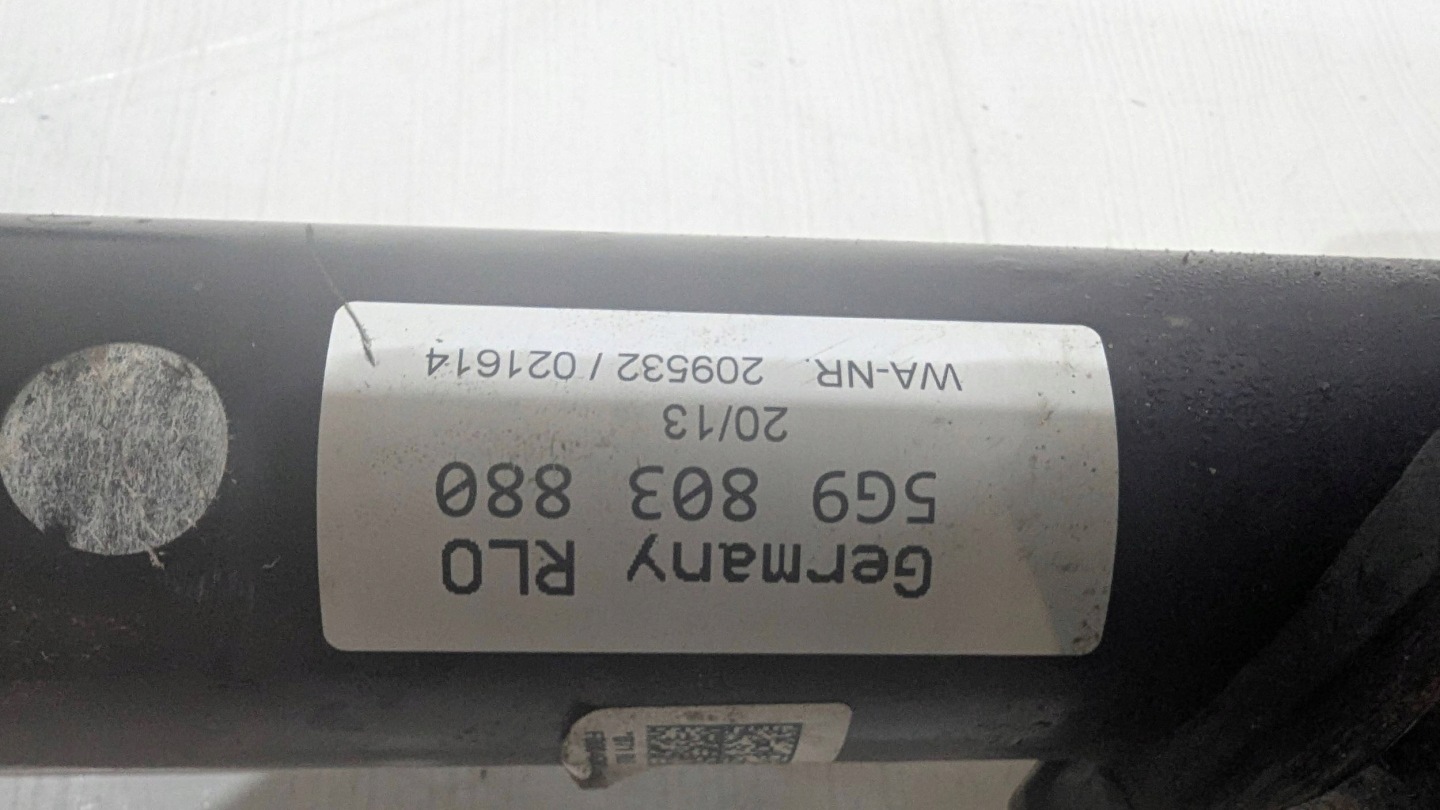 Germany RLO
5G9 803 880
20/13
WA-NR. 209532 / 021614